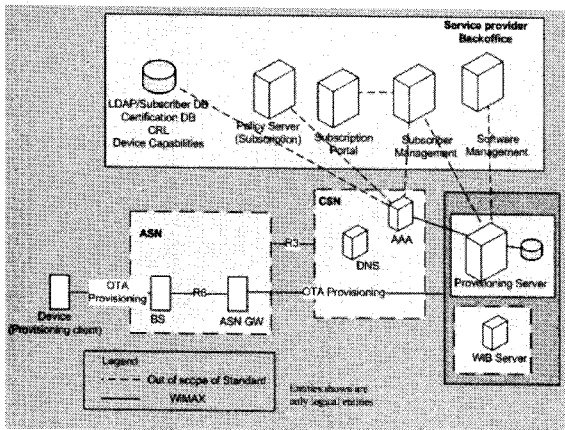 Service provider
Backoffice
LDAP/Subscriber DB
Certification DB
CRL
Device Capabilities
Policy Server
(Subscription)
Subscription
Portal
Subscriber
Management
Software
Management
CSN
AAA
DNS
ASN
R3
OTA
Provisioning
R6
OTA Provisioning
Provisioning Server
Device
(Provisioning client)
BS
ASN GW
WIB Server
Legend
Out of scope of Standard
WiMAX
Entities shown are
only logical entities